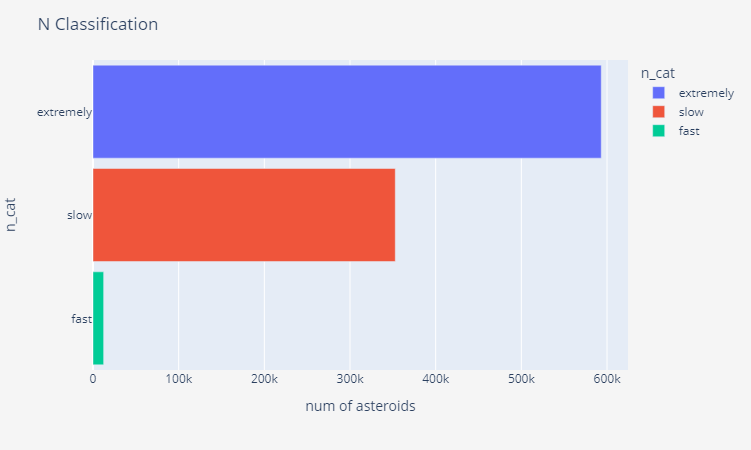 N Classification
n_cat
extremely
slow
fast
extremely
slow
fast
n_cat
0 100k 200k 300k 400k 500k 600k
num of asteroids